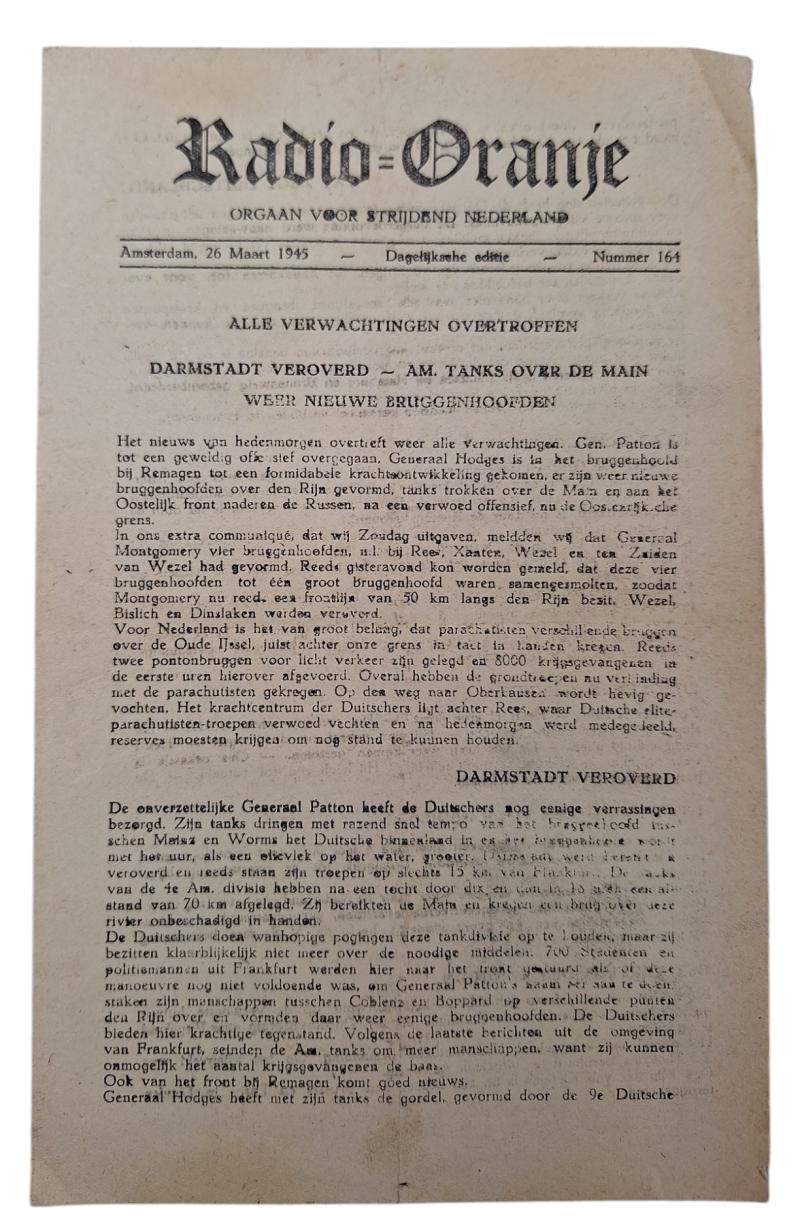 Radio=Oranje
ORGAAN VOOR STRIJDEND NEDERLAND
Amsterdam, 26 Maart 1945 — Dagelijksche editie — Nummer 164
ALLE VERWACHTINGEN OVERTROFFEN
DARMSTADT VEROVERD — AM. TANKS OVER DE MAIN
WEER NIEUWE BRUGGENHOOFDEN
Het nieuws van hedenmorgen overtreft weer alle verwachtingen. Gen. Patton is
tot een geweldig overgegaan, Generaal Hodges is in het bruggenhoofd
bij Remagen tot een formidabele krachtsontwikkeling gekomen, er zijn weer nieuwe
bruggenhoofden over den Rijn gevormd, tanks trokken over de Main en aan het
Oostelijk front naderen de Russen, na een verwoed offensief, nu de
grens.
In ons extra communiqué, dat wij Zondag uitgaven, meldden wij dat Generaal
Montgomery vier bruggenhoofden, n.l. bij Rees, Xanten, Wezel en ten Zuiden
van Wezel had gevormd. Reeds gisteravond kon worden gemeld, dat deze vier
bruggenhoofden tot één groot bruggenhoofd waren samengesmolten, zoodat
Montgomery nu reeds een frontlijn van 50 km langs den Rijn bezit. Wezel,
Bislich en Dinslaken werden veroverd.
Voor Nederland is het van groot belang, dat parachutisten verschillende bruggen
over de Oude IJssel, juist achter onze grens in tact in handen kregen. Reeds
twee pontonbruggen voor licht verkeer zijn gelegd en 8000 krijgsgevangenen in
de eerste uren hierover afgevoerd. Overal hebben de grondtroepen nu verbinding
met de parachutisten gekregen. Op den weg naar Oberhausen wordt hevig ge-
vochten. Het krachtcentrum der Duitschers ligt achter Rees, waar Duitsche elite-
parachutisten-troepen verwoed vechten en na hedenmorgen werd medegedeeld,
reserves moesten krijgen om nog stand te kunnen houden.
DARMSTADT VEROVERD
De onverzettelijke Generaal Patton heeft de Duitschers nog eenige verrassingen
bezorgd. Zijn tanks dringen met razend snel tempo van het bruggenhoofd tus-
schen Mainz en Worms het Duitsche binnenland in en het bruggenhoofd wordt
met het uur, als een olievlek op het water, grooter. Darmstadt werd
veroverd en reeds staan zijn troepen op slechts 15 km van De tanks
van de 4e Am. divisie hebben na een tocht door dik en dun in 18 uren een af-
stand van 70 km afgelegd. Zij bereikten de Main en kregen een brug over deze
rivier onbeschadigd in handen.
De Duitschers doen wanhopige pogingen deze tankdivisie op te houden, maar zij
bezitten klaarblijkelijk niet meer over de noodige middelen. 700 Studenten en
politiemannen uit Frankfurt werden hier naar het front gestuurd als of deze
manoeuvre nog niet voldoende was, om Generaal Patton's naam eer aan te doen,
staken zijn manschappen tusschen Coblenz en Boppard op verschillende punten
den Rijn over en vormden daar weer eenige bruggenhoofden. De Duitschers
bieden hier krachtige tegenstand. Volgens de laatste berichten uit de omgeving
van Frankfurt, seinden de Am. tanks om meer manschappen, want zij kunnen
onmogelijk het aantal krijgsgevangenen de baas.
Ook van het front bij Remagen komt goed nieuws.
Generaal Hodges heeft met zijn tanks de gordel, gevormd door de 9e Duitsche